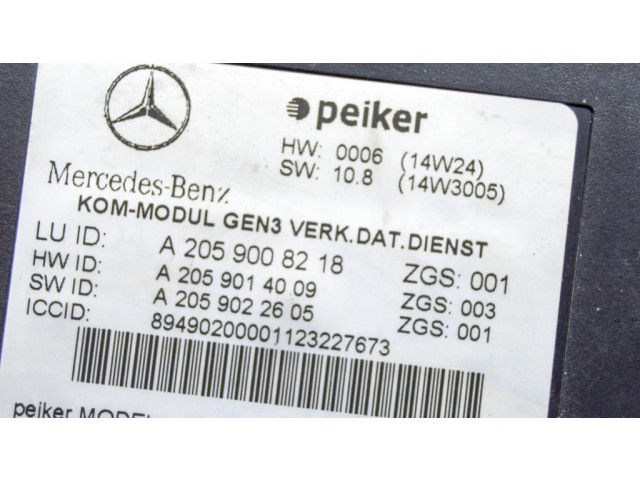 peiker
HW: 0006 (14W24)
SW: 10.8 (14W3005)
Mercedes-Benz
KOM-MODUL GEN3 VERK.DAT.DIENST
LU ID: A 205 900 82 18 ZGS: 001
HW ID: A 205 901 40 09 ZGS: 003
SW ID: A 205 902 26 05 ZGS: 001
ICCID: 89490200001123227673
peiker